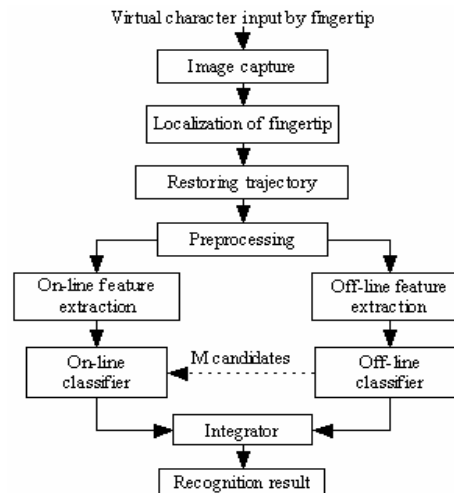 Virtual character input by fingertip
Image capture
Localization of fingertip
Restoring trajectory
Preprocessing
On-line feature
extraction
Off-line feature
extraction
On-line
classifier
M candidates
Off-line
classifier
Integrator
Recognition result